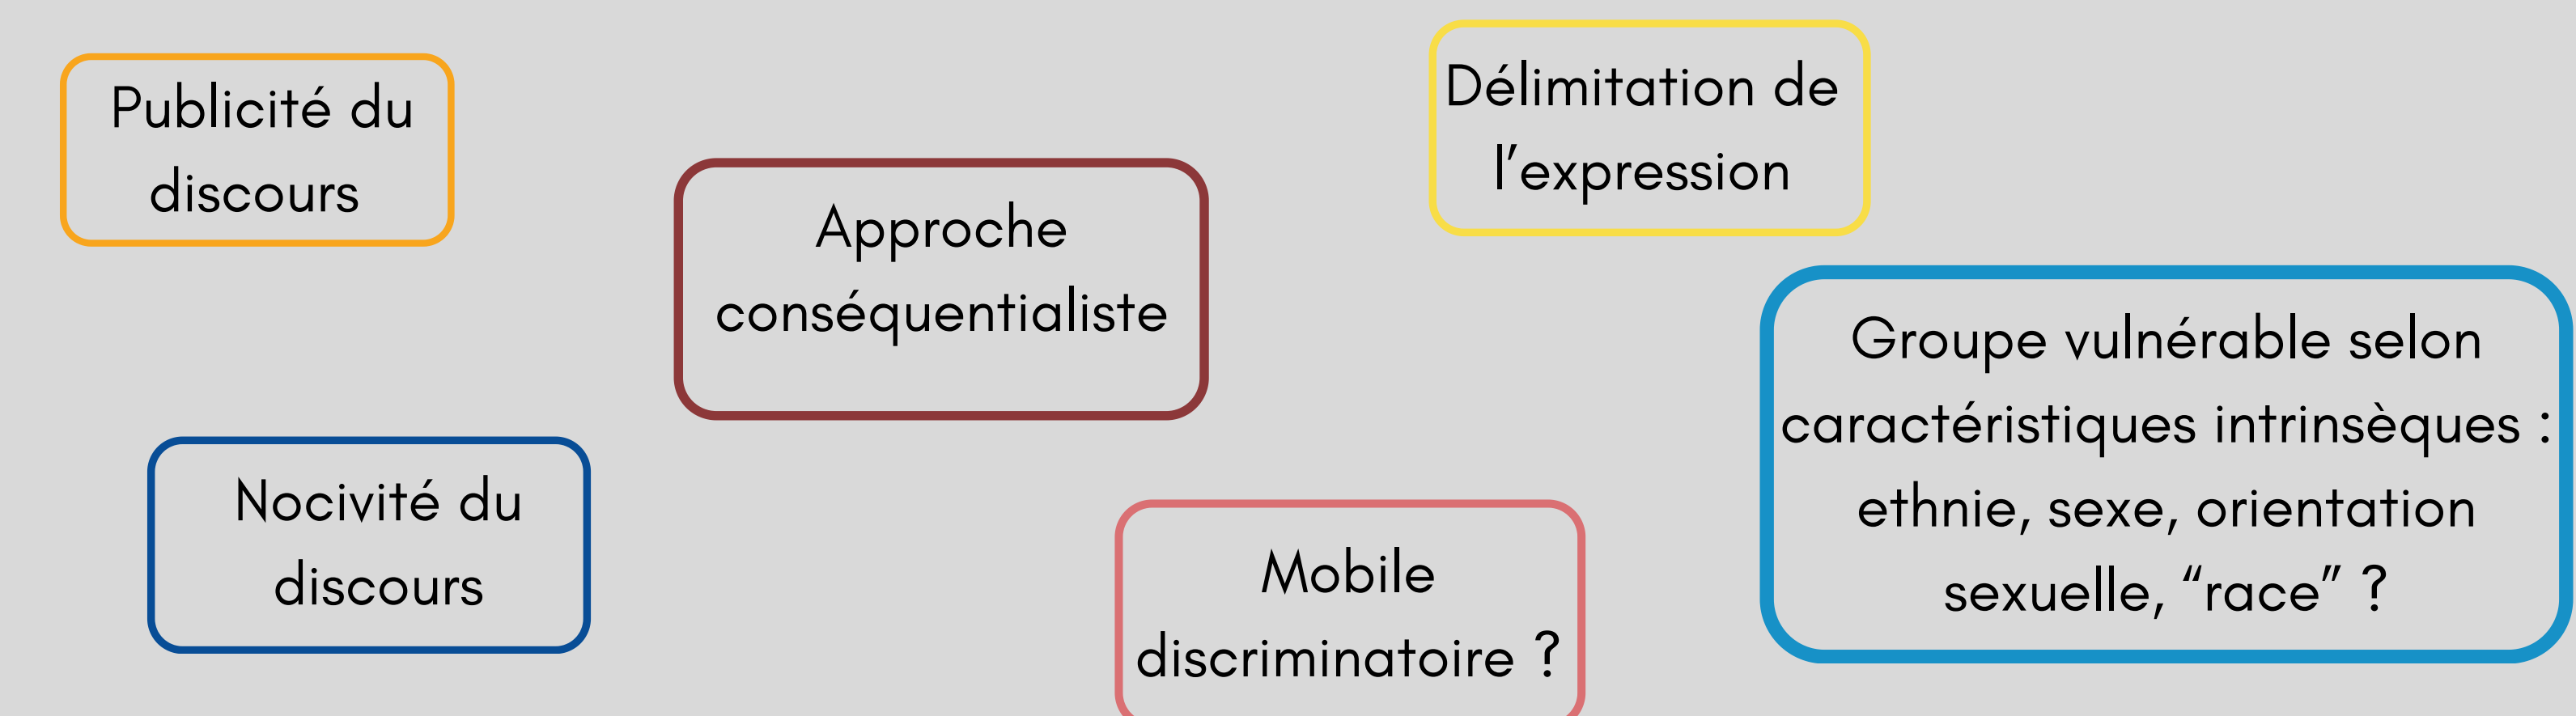 Publicité du
discours
Approche
conséquentialiste
Délimitation de
l’expression
Groupe vulnérable selon
caractéristiques intrinsèques :
ethnie, sexe, orientation
sexuelle, “race” ?
Nocivité du
discours
Mobile
discriminatoire ?